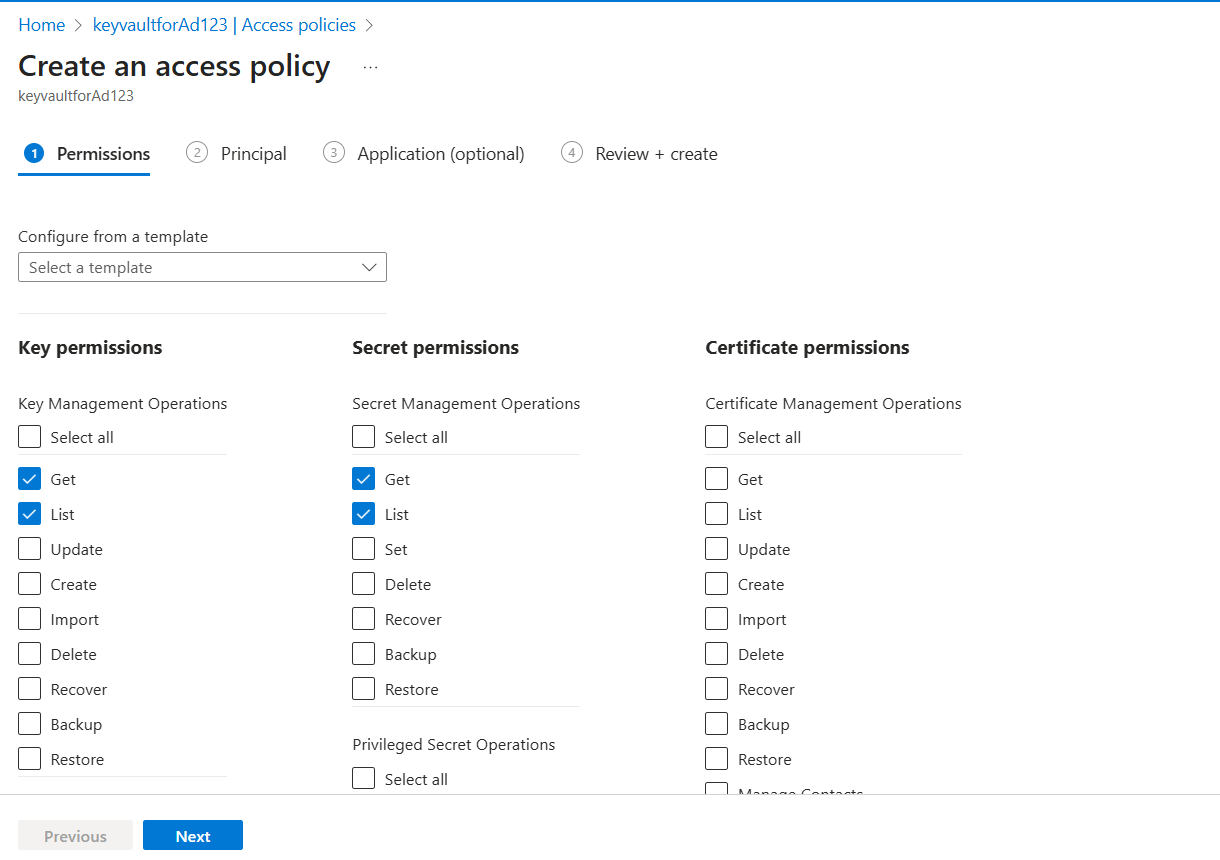 Home > keyvaultforAd123 | Access policies >
Create an access policy ...
keyvaultforAd123
1 Permissions 2 Principal 3 Application (optional) 4 Review + create
Configure from a template
Select a template
Key permissions Secret permissions Certificate permissions
Key Management Operations Secret Management Operations Certificate Management Operations
Select all Select all Select all
Get Get Get
List List List
Update Set Update
Create Delete Create
Import Recover Import
Delete Backup Delete
Recover Restore Recover
Backup Backup
Privileged Secret Operations
Restore Restore
Select all
Manage Contacts
Previous Next